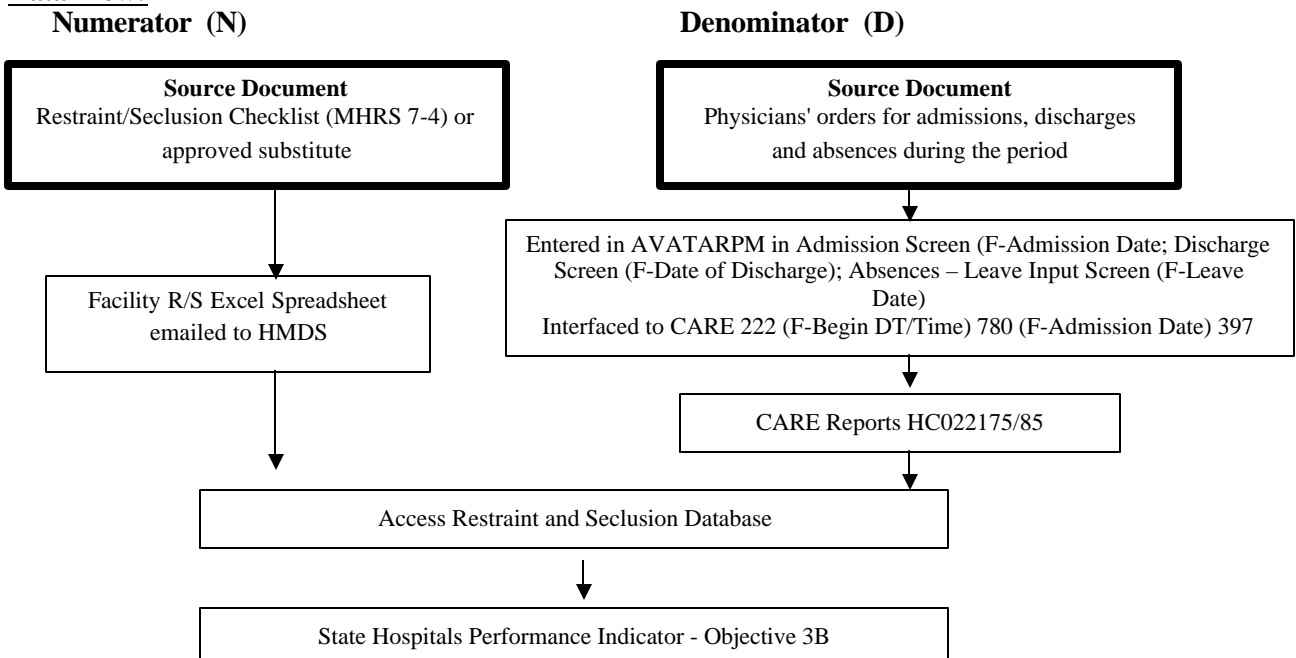 Numerator (N)
Denominator (D)
Source Document
Restraint/Seclusion Checklist (MHRS 7-4) or
approved substitute
Source Document
Physicians' orders for admissions, discharges
and absences during the period
Facility R/S Excel Spreadsheet
emailed to HMDS
Entered in AVATARPM in Admission Screen (F-Admission Date; Discharge
Screen (F-Date of Discharge); Absences – Leave Input Screen (F-Leave
Date)
Interfaced to CARE 222 (F-Begin DT/Time) 780 (F-Admission Date) 397
CARE Reports HC022175/85
Access Restraint and Seclusion Database
State Hospitals Performance Indicator - Objective 3B